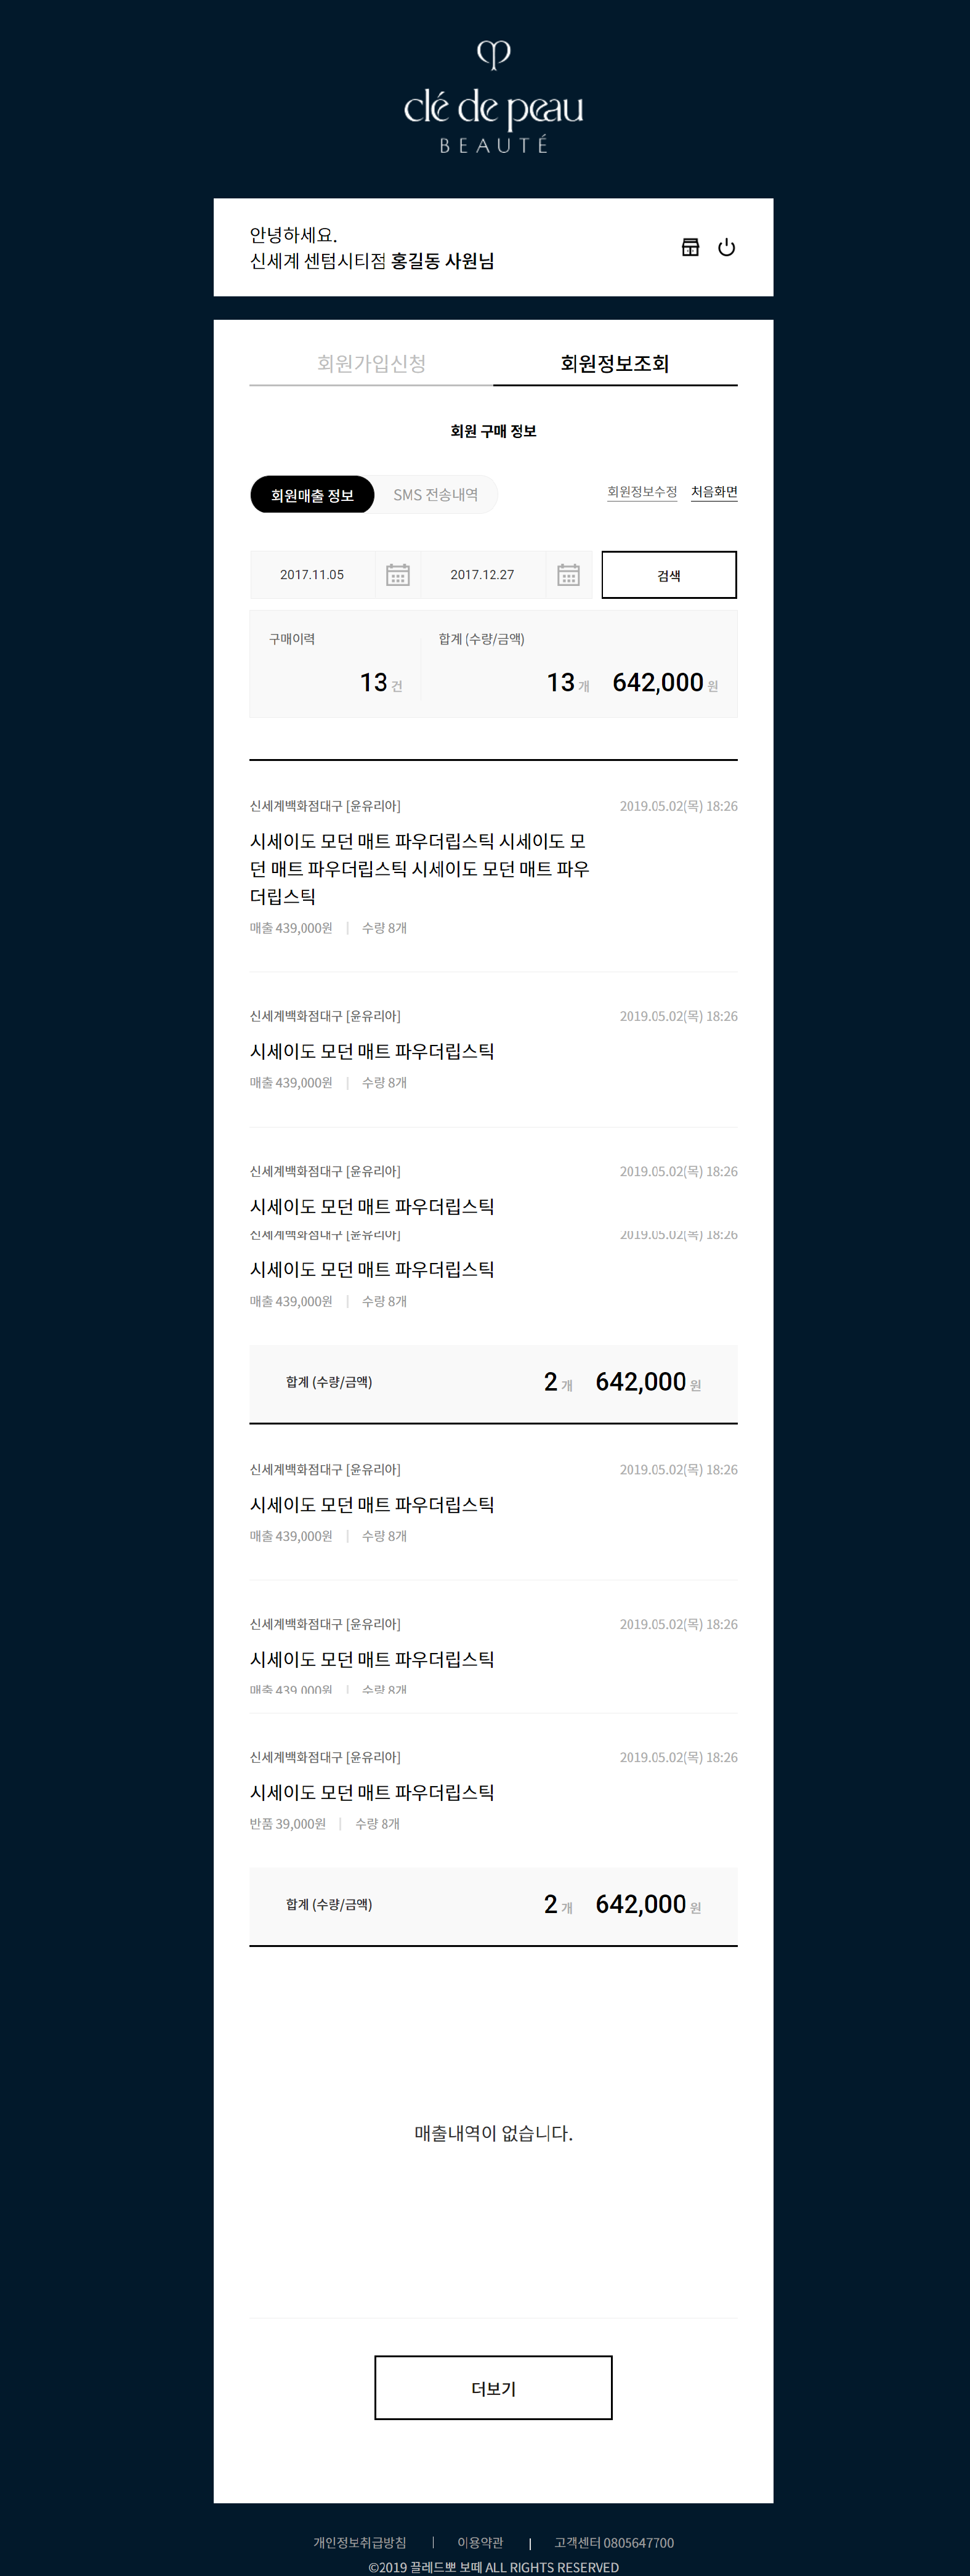 clé de peau
BEAUTÉ
안녕하세요.
신세계 센텀시티점 홍길동 사원님
회원가입신청 회원정보조회
회원 구매 정보
회원매출 정보 SMS 전송내역 회원정보수정 처음화면
2017.11.05 2017.12.27 검색
구매이력 합계 (수량/금액)
13 건 13 개 642,000 원
신세계백화점대구 [윤유리아] 2019.05.02(목) 18:26
시세이도 모던 매트 파우더립스틱 시세이도 모
던 매트 파우더립스틱 시세이도 모던 매트 파우
더립스틱
매출 439,000원 | 수량 8개
신세계백화점대구 [윤유리아] 2019.05.02(목) 18:26
시세이도 모던 매트 파우더립스틱
매출 439,000원 | 수량 8개
신세계백화점대구 [윤유리아] 2019.05.02(목) 18:26
시세이도 모던 매트 파우더립스틱
신세계백화점대구 [윤유리아] 2019.05.02(목) 18:26
시세이도 모던 매트 파우더립스틱
매출 439,000원 | 수량 8개
합계 (수량/금액) 2 개 642,000 원
신세계백화점대구 [윤유리아] 2019.05.02(목) 18:26
시세이도 모던 매트 파우더립스틱
매출 439,000원 | 수량 8개
신세계백화점대구 [윤유리아] 2019.05.02(목) 18:26
시세이도 모던 매트 파우더립스틱
매출 439,000원 | 수량 8개
신세계백화점대구 [윤유리아] 2019.05.02(목) 18:26
시세이도 모던 매트 파우더립스틱
반품 39,000원 | 수량 8개
합계 (수량/금액) 2 개 642,000 원
매출내역이 없습니다.
더보기
개인정보취급방침 | 이용약관 | 고객센터 0805647700
©2019 끌레드뽀 보떼 ALL RIGHTS RESERVED